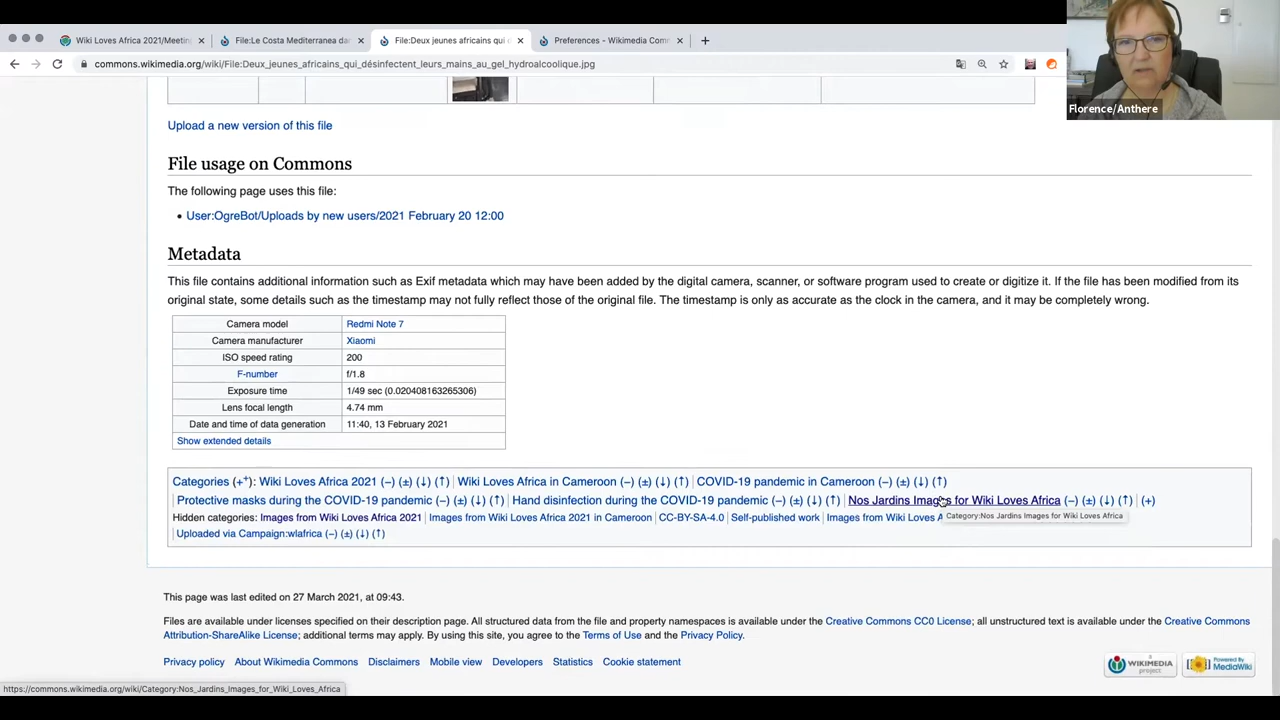 Wiki Loves Africa 2021/Meetin
File:Le Costa Mediterranea da
File:Deux jeunes africains qui
Preferences - Wikimedia Com
commons.wikimedia.org/wiki/File:Deux_jeunes_africains_qui_désinfectent_leurs_mains_au_gel_hydroalcoolique.jpg
Florence/Anthere
Upload a new version of this file
File usage on Commons
The following page uses this file:
• User:OgreBot/Uploads by new users/2021 February 20 12:00
Metadata
This file contains additional information such as Exif metadata which may have been added by the digital camera, scanner, or software program used to create or digitize it. If the file has been modified from its
original state, some details such as the timestamp may not fully reflect those of the original file. The timestamp is only as accurate as the clock in the camera, and it may be completely wrong.
Camera model Redmi Note 7
Camera manufacturer Xiaomi
ISO speed rating 200
F-number f/1.8
Exposure time 1/49 sec (0.020408163265306)
Lens focal length 4.74 mm
Date and time of data generation 11:40, 13 February 2021
Show extended details
Categories (+⁺): Wiki Loves Africa 2021 (−) (±) (↓) (↑) | Wiki Loves Africa in Cameroon (−) (±) (↓) (↑) | COVID-19 pandemic in Cameroon (−) (±) (↓) (↑)
| Protective masks during the COVID-19 pandemic (−) (±) (↓) (↑) | Hand disinfection during the COVID-19 pandemic (−) (±) (↓) (↑) | Nos Jardins Images for Wiki Loves Africa (−) (±) (↓) (↑) | (+)
Hidden categories: Images from Wiki Loves Africa 2021 | Images from Wiki Loves Africa 2021 in Cameroon | CC-BY-SA-4.0 | Self-published work | Images from Wiki Loves A
Category:Nos Jardins Images for Wiki Loves Africa
| Uploaded via Campaign:wlafrica (−) (±) (↓) (↑)
This page was last edited on 27 March 2021, at 09:43.
Files are available under licenses specified on their description page. All structured data from the file and property namespaces is available under the Creative Commons CC0 License; all unstructured text is available under the Creative Commons
Attribution-ShareAlike License; additional terms may apply. By using this site, you agree to the Terms of Use and the Privacy Policy.
Privacy policy About Wikimedia Commons Disclaimers Mobile view Developers Statistics Cookie statement
WIKIMEDIA project
Powered By MediaWiki
https://commons.wikimedia.org/wiki/Category:Nos_Jardins_Images_for_Wiki_Loves_Africa